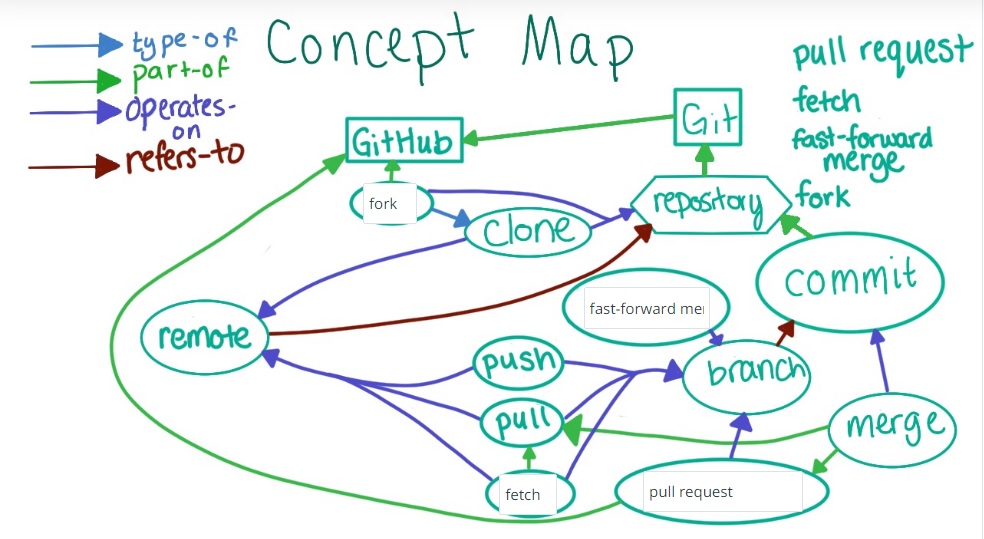 Concept Map
type-of
part-of
operates-
on
refers-to
pull request
fetch
fast-forward
merge
fork
Git
GitHub
fork
clone
repository
commit
fast-forward me
remote
push
branch
pull
merge
fetch
pull request